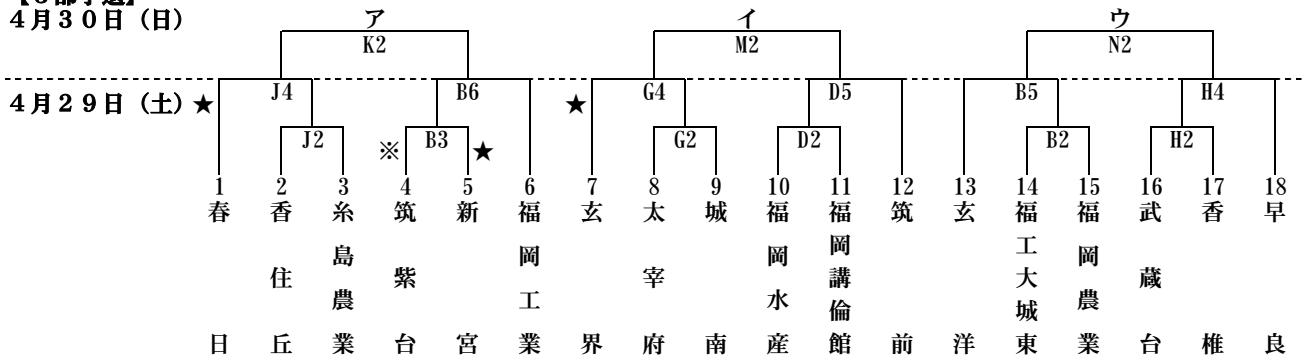 ４月３０日（日） ア イ ウ
K2 M2 N2
４月２９日（土）★ J4 B6 ★ G4 D5 B5 H4
J2 ※ B3 ★ G2 D2 B2 H2
1 2 3 4 5 6 7 8 9 10 11 12 13 14 15 16 17 18
春日
香住丘
糸島農業
筑紫台
新宮
福岡工業
玄界
太宰府
城南
福岡水産
福岡講倫館
筑前
玄洋
福工大城東
福岡農業
武蔵台
香椎
早良